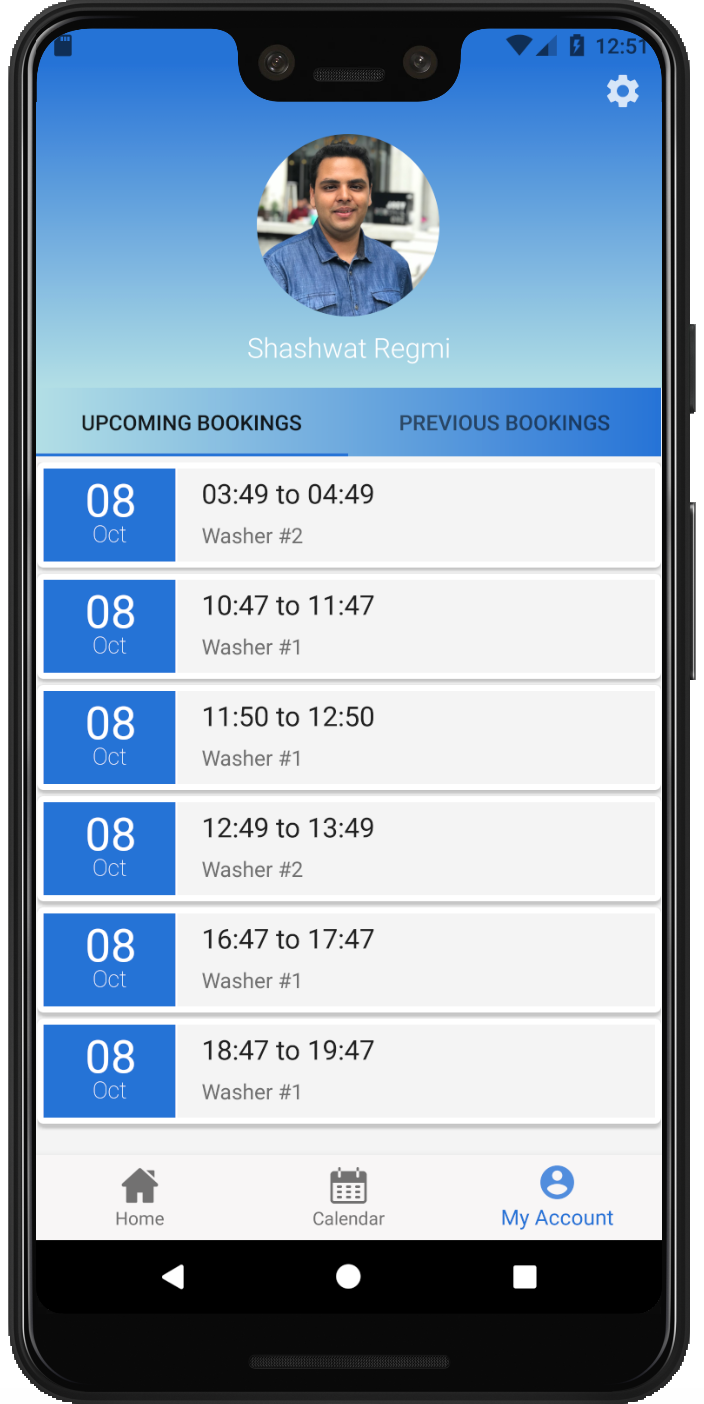 12:51
Shashwat Regmi
UPCOMING BOOKINGS PREVIOUS BOOKINGS
08
Oct
03:49 to 04:49
Washer #2
08
Oct
10:47 to 11:47
Washer #1
08
Oct
11:50 to 12:50
Washer #1
08
Oct
12:49 to 13:49
Washer #2
08
Oct
16:47 to 17:47
Washer #1
08
Oct
18:47 to 19:47
Washer #1
Home Calendar My Account